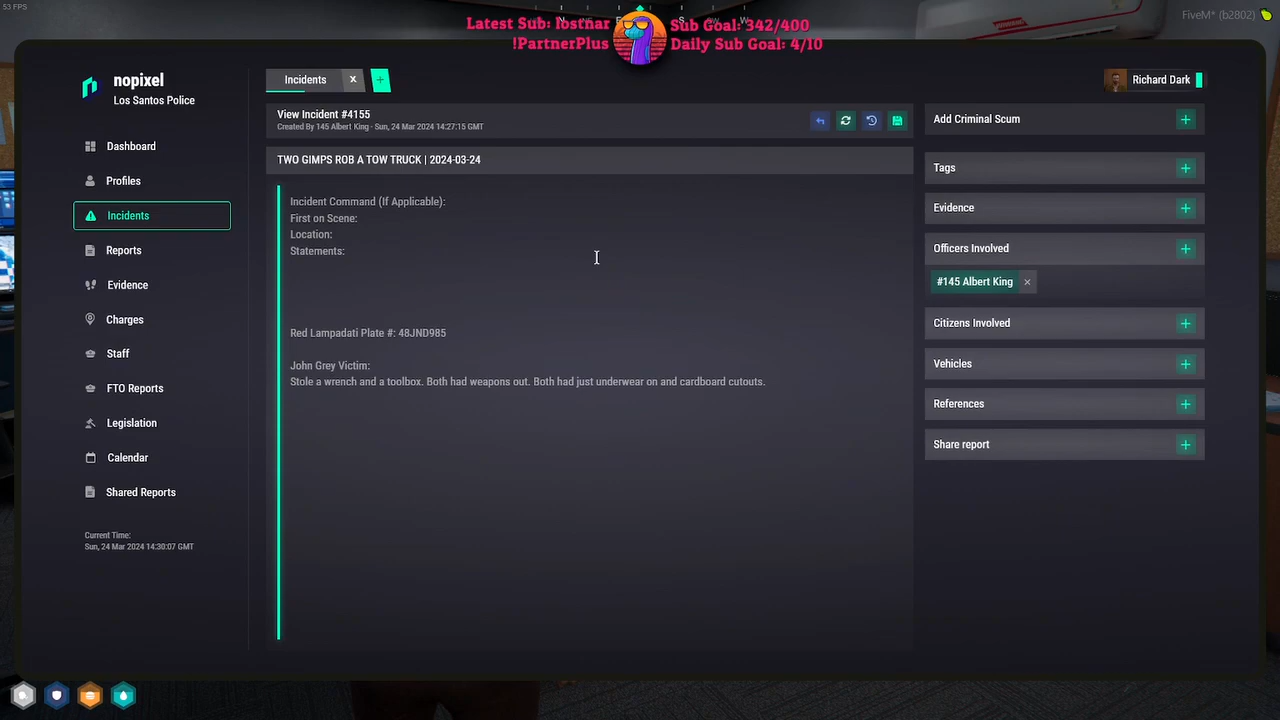 53 FPS
Latest Sub: lostnar
Sub Goal: 342/400
!PartnerPlus
Daily Sub Goal: 4/10
N
S
W
FiveM* (b2802)
nopixel
Los Santos Police
Incidents
x
+
Richard Dark
View Incident #4155
Created By 145 Albert King - Sun, 24 Mar 2024 14:27:15 GMT
TWO GIMPS ROB A TOW TRUCK | 2024-03-24
Incident Command (If Applicable):
First on Scene:
Location:
Statements:
Red Lampadati Plate #: 48JND985
John Grey Victim:
Stole a wrench and a toolbox. Both had weapons out. Both had just underwear on and cardboard cutouts.
Dashboard
Profiles
Incidents
Reports
Evidence
Charges
Staff
FTO Reports
Legislation
Calendar
Shared Reports
Current Time:
Sun, 24 Mar 2024 14:30:07 GMT
Add Criminal Scum
Tags
Evidence
Officers Involved
#145 Albert King ×
Citizens Involved
Vehicles
References
Share report